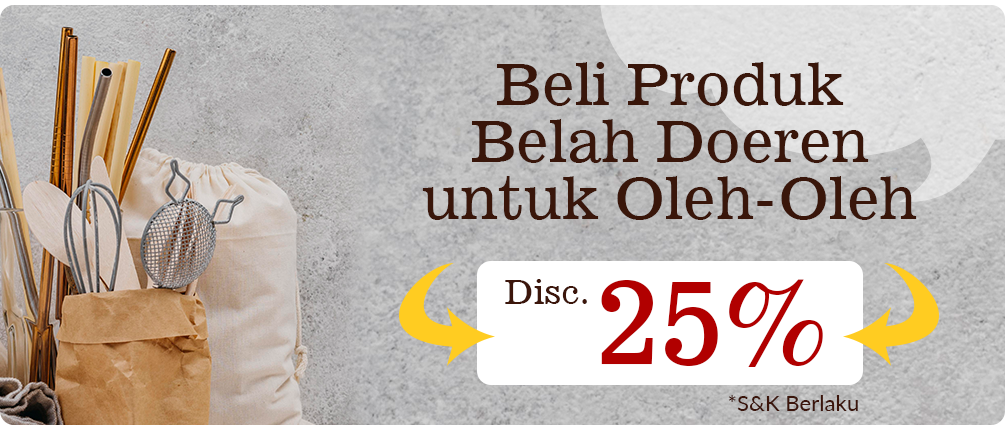 Beli Produk
Belah Doeren
untuk Oleh-Oleh
Disc.
25%
*S&K Berlaku